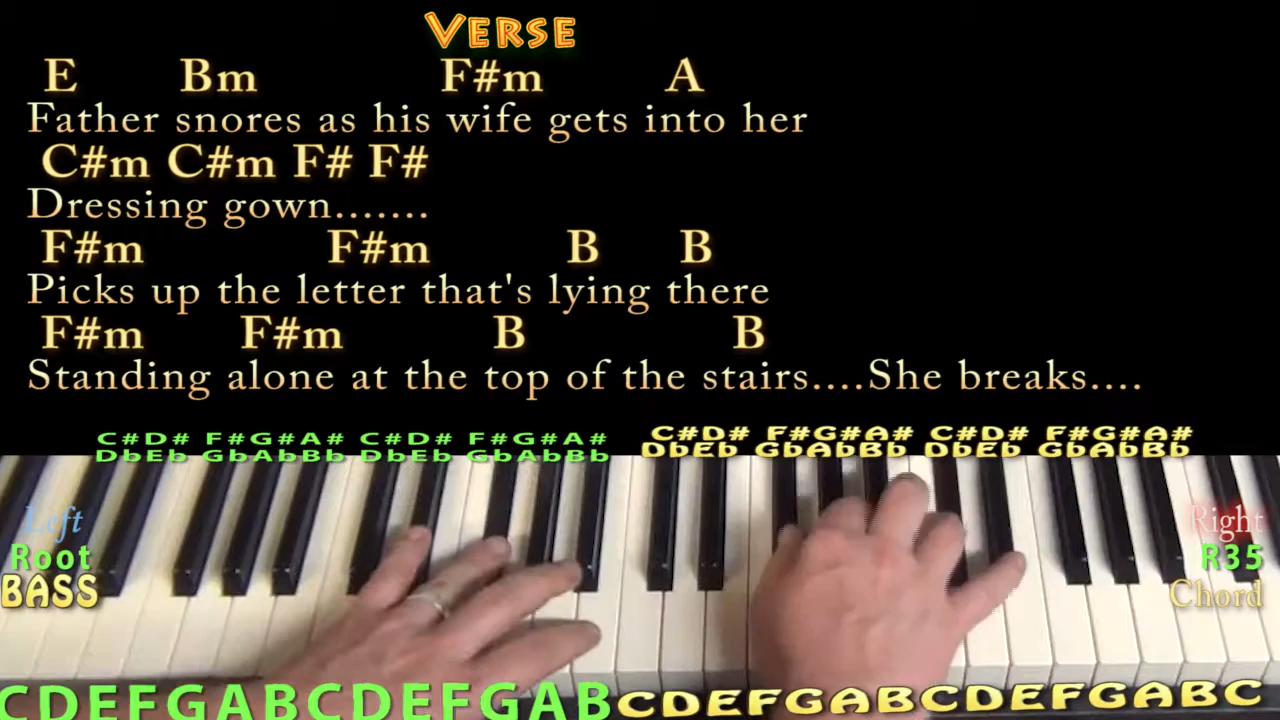 VERSE
E Bm F#m A
Father snores as his wife gets into her
C#m C#m F# F#
Dressing gown.......
F#m F#m B B
Picks up the letter that's lying there
F#m F#m B B
Standing alone at the top of the stairs....She breaks....
C#D# F#G#A# C#D# F#G#A# C#D# F#G#A# C#D# F#G#A#
DbEb GbAbBb DbEb GbAbBb DbEb GbAbBb DbEb GbAbBb
Left Right
Root R35
BASS Chord
CDEFGABCDEFGAB CDEFGABCDEFGABC